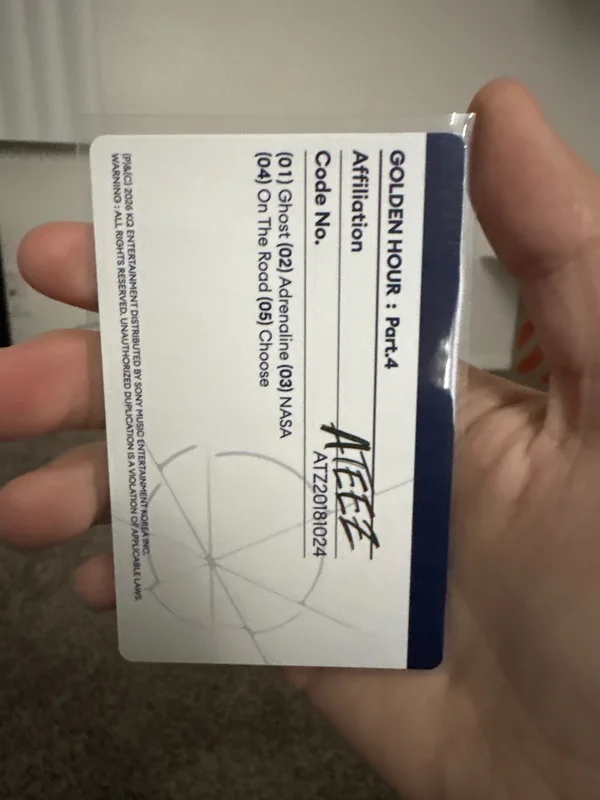 GOLDEN HOUR : Part.4
Affiliation ATEEZ
Code No. ATZ20181024
(01) Ghost (02) Adrenaline (03) NASA
(04) On The Road (05) Choose
(P)&(C) 2026 KQ ENTERTAINMENT DISTRIBUTED BY SONY MUSIC ENTERTAINMENT KOREA INC.
WARNING : ALL RIGHTS RESERVED. UNAUTHORIZED DUPLICATION IS A VIOLATION OF APPLICABLE LAWS.